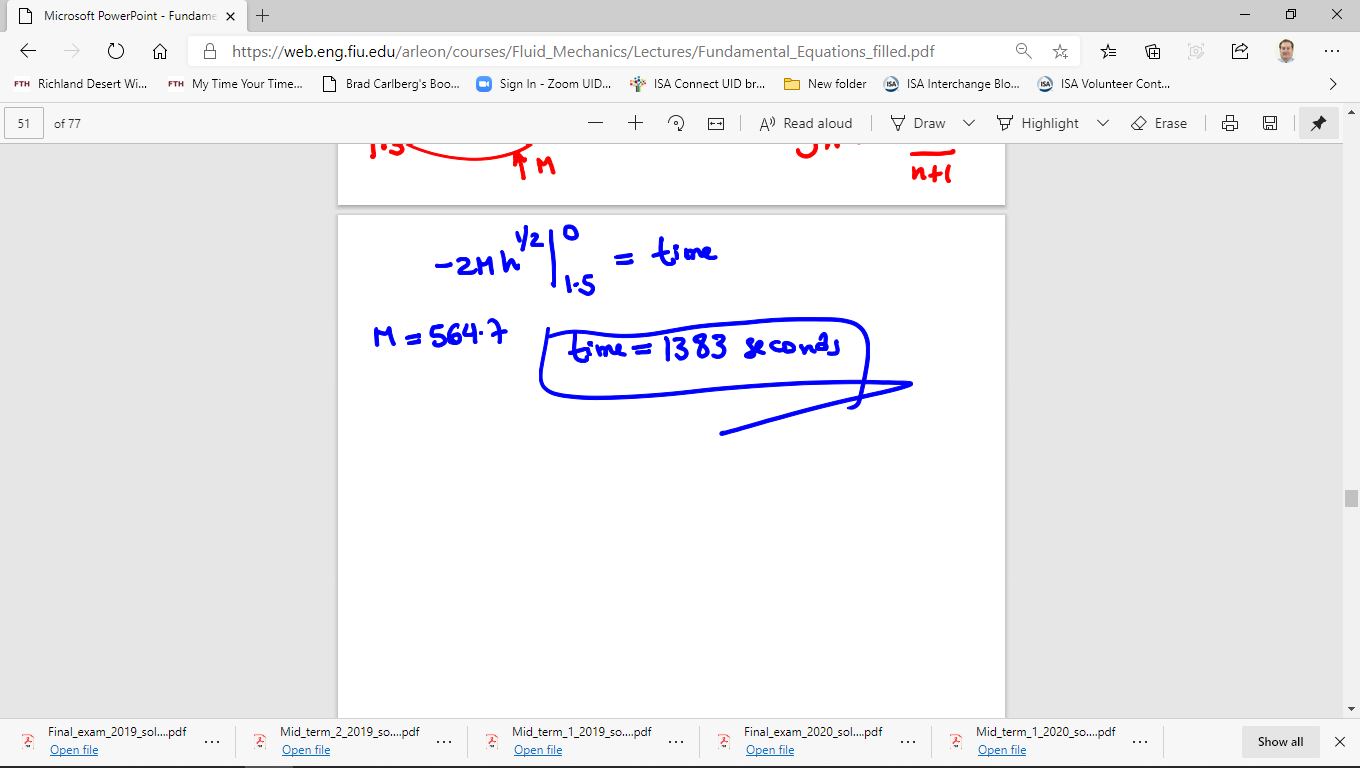 Microsoft PowerPoint - Fundame
https://web.eng.fiu.edu/arleon/courses/Fluid_Mechanics/Lectures/Fundamental_Equations_filled.pdf
FTH Richland Desert Wi... FTH My Time Your Time... Brad Carlberg's Boo... Sign In - Zoom UID... ISA Connect UID br... New folder ISA Interchange Blo... ISA Volunteer Cont...
51 of 77 Read aloud Draw Highlight Erase
1.5 M n+1
-2M h^1/2 |1.5 0 = time
M = 564.7 time = 1383 seconds
Final_exam_2019_sol....pdf Mid_term_2_2019_so....pdf Mid_term_1_2019_so....pdf Final_exam_2020_sol....pdf Mid_term_1_2020_so....pdf Show all
Open file Open file Open file Open file Open file